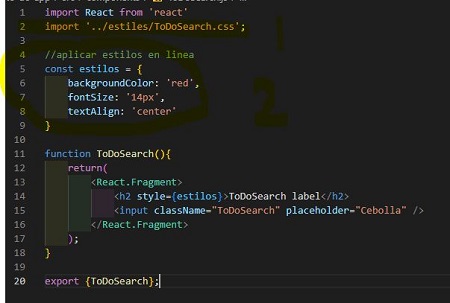 1 import React from 'react'
2 import '../estiles/ToDoSearch.css';
3
4 //aplicar estilos en linea
5 const estilos = {
6 backgroundColor: 'red',
7 fontSize: '14px',
8 textAlign: 'center'
9 }
10
11 function ToDoSearch(){
12 return(
13 <React.Fragment>
14 <h2 style={estilos}>ToDoSearch label</h2>
15 <input className="ToDoSearch" placeholder="Cebolla" />
16 </React.Fragment>
17 );
18 }
19
20 export {ToDoSearch};
1
2